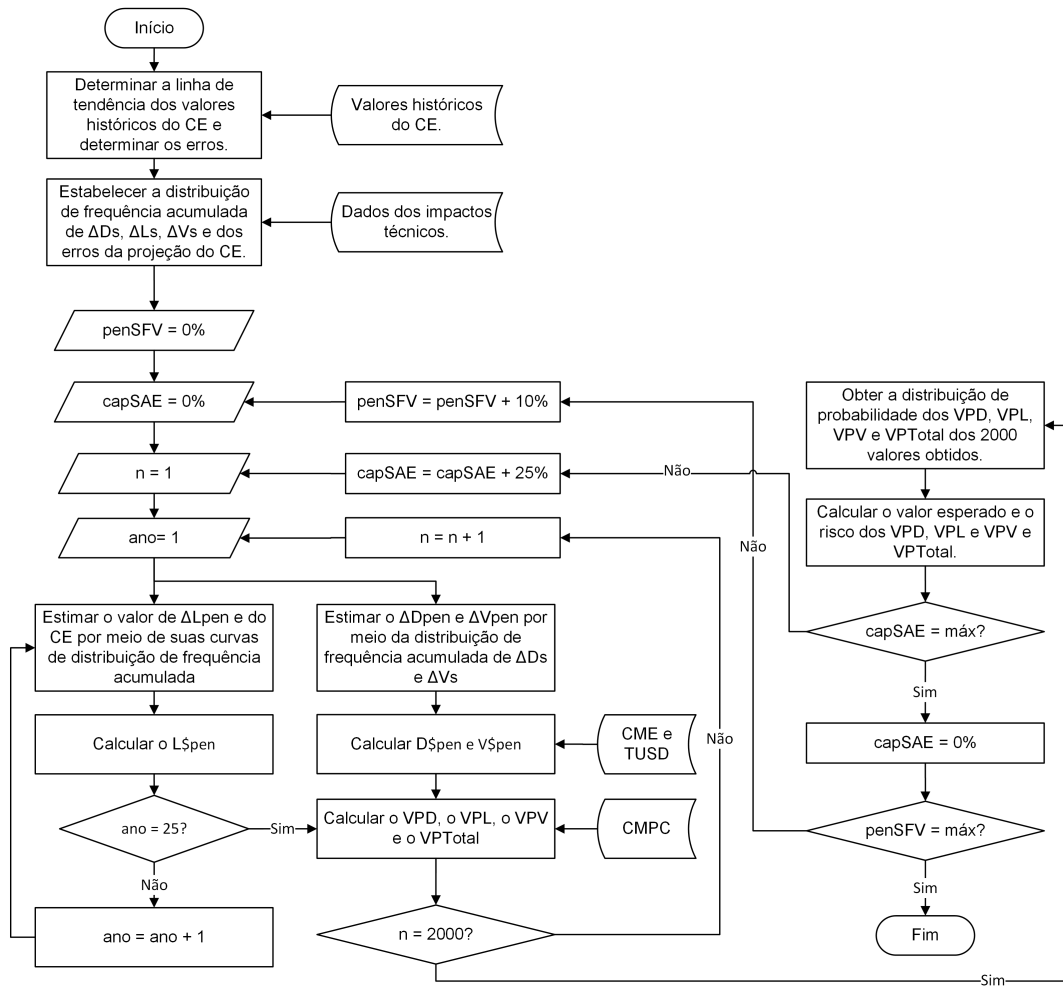 Início
Determinar a linha de
tendência dos valores
históricos do CE e
determinar os erros.
Valores históricos
do CE.
Estabelecer a distribuição
de frequência acumulada
de ΔDs, ΔLs, ΔVs e dos
erros da projeção do CE.
Dados dos impactos
técnicos.
penSFV = 0%
capSAE = 0%
penSFV = penSFV + 10%
n = 1
capSAE = capSAE + 25%
Não
ano= 1
n = n + 1
Não
Estimar o valor de ΔLpen e do
CE por meio de suas curvas
de distribuição de frequência
acumulada
Estimar o ΔDpen e ΔVpen por
meio da distribuição de
frequência acumulada de ΔDs
e ΔVs
Calcular o L$pen
Calcular D$pen e V$pen
CME e
TUSD
Não
ano = 25?
Sim
Calcular o VPD, o VPL, o VPV
e o VPTotal
CMPC
Não
ano = ano + 1
n = 2000?
Sim
Obter a distribuição de
probabilidade dos VPD, VPL,
VPV e VPTotal dos 2000
valores obtidos.
Calcular o valor esperado e o
risco dos VPD, VPL e VPV e
VPTotal.
capSAE = máx?
Sim
capSAE = 0%
penSFV = máx?
Sim
Fim